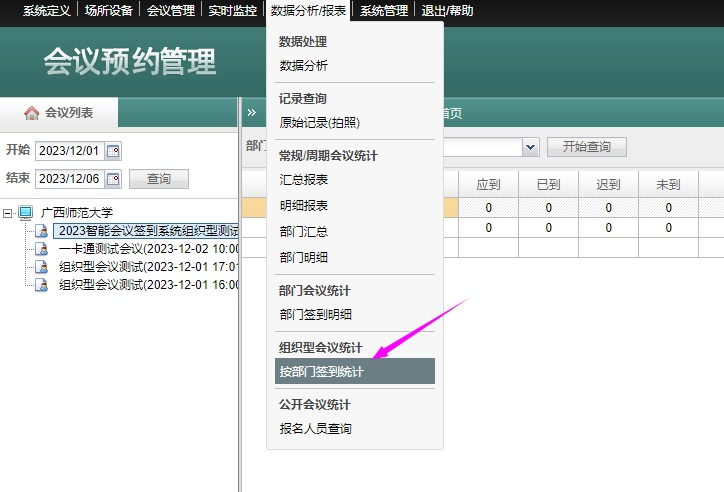 系统定义 场所设备 会议管理 实时监控 数据分析/报表 系统管理 退出/帮助
会议预约管理
会议列表
开始 2023/12/01
结束 2023/12/06 查询
广西师范大学
2023智能会议签到系统组织型测试
一卡通测试会议(2023-12-02 10:00
组织型会议测试(2023-12-01 17:01
组织型会议测试(2023-12-01 16:00
数据处理
数据分析
记录查询
原始记录(拍照)
常规/周期会议统计
汇总报表
明细报表
部门汇总
部门明细
部门会议统计
部门签到明细
组织型会议统计
按部门签到统计
公开会议统计
报名人员查询
» 首页
部门 开始查询
应到 已到 迟到 未到
0 0 0 0
0 0 0 0